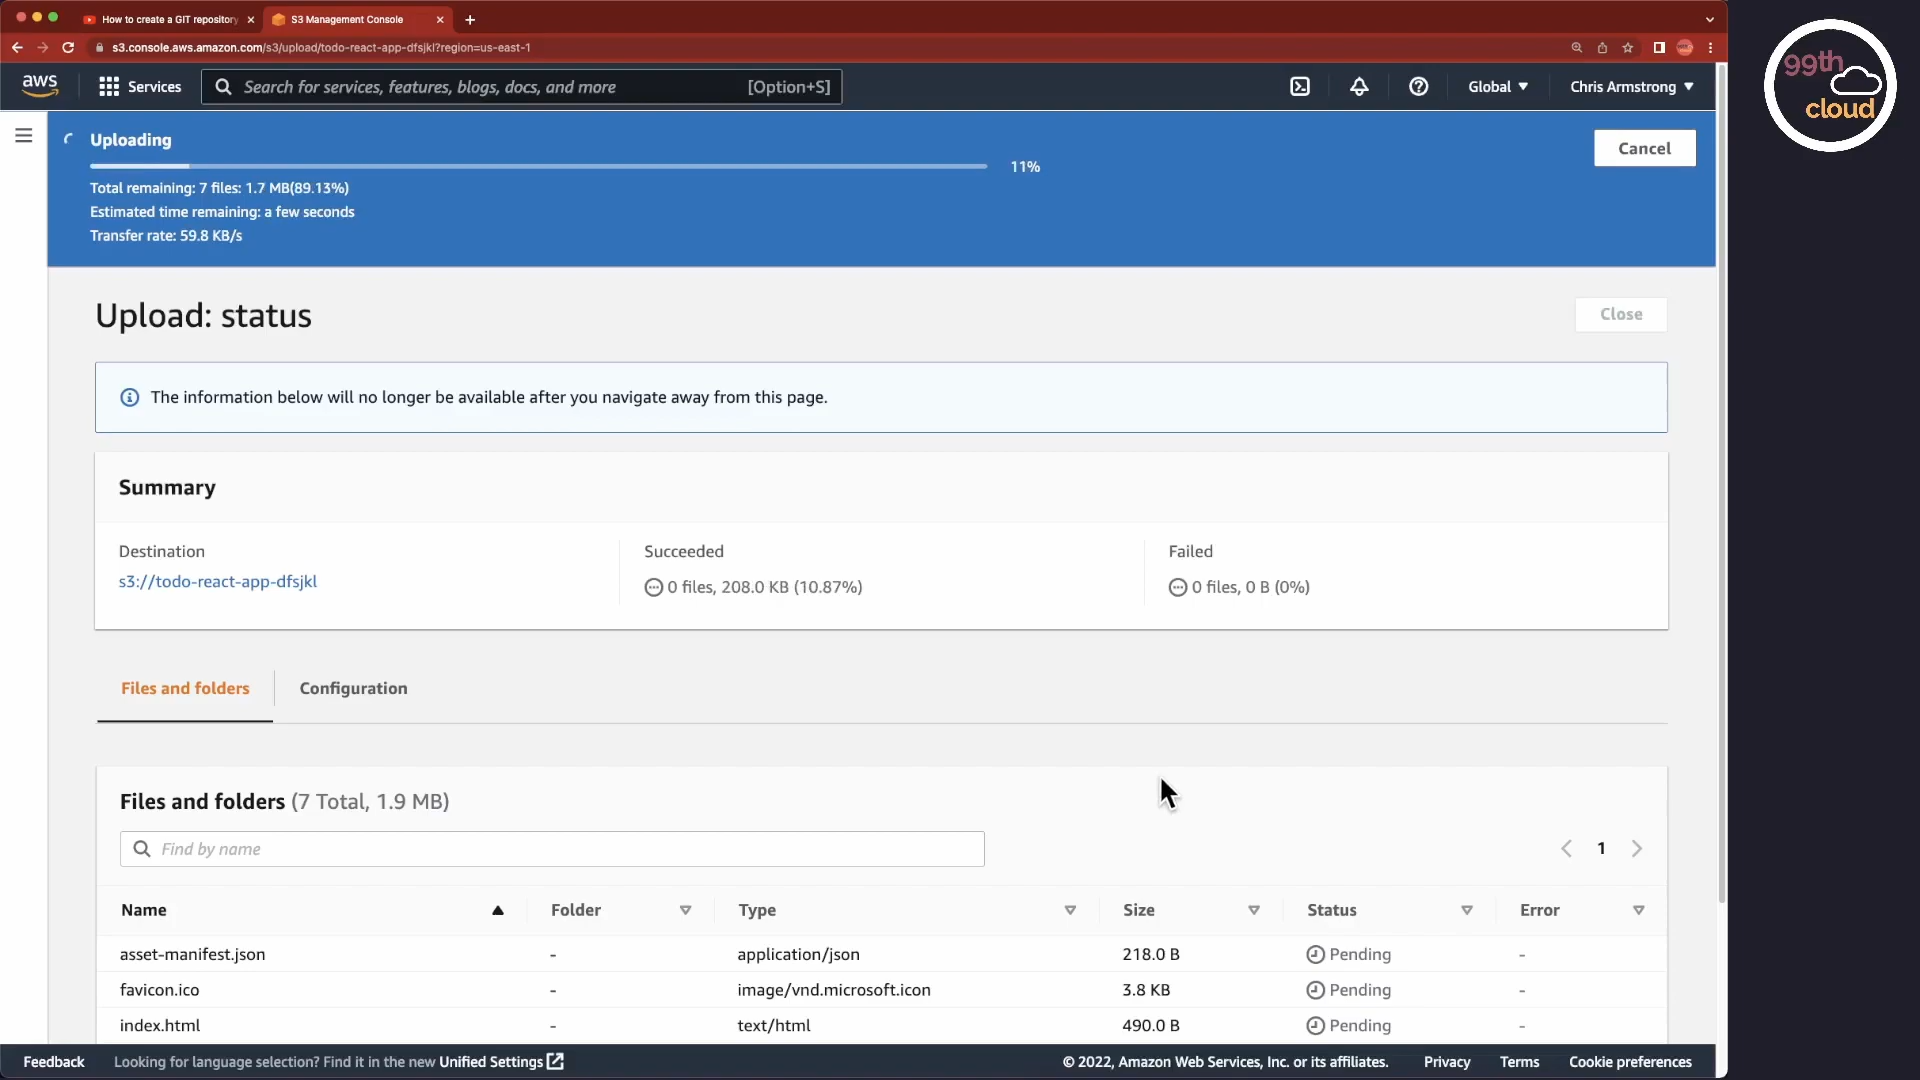 How to create a GIT repository
S3 Management Console
s3.console.aws.amazon.com/s3/upload/todo-react-app-dfsjkl?region=us-east-1
aws
Services
Search for services, features, blogs, docs, and more
[Option+S]
Global
Chris Armstrong
99th
cloud
Uploading
Cancel
11%
Total remaining: 7 files: 1.7 MB(89.13%)
Estimated time remaining: a few seconds
Transfer rate: 59.8 KB/s
Upload: status
Close
The information below will no longer be available after you navigate away from this page.
Summary
Destination
s3://todo-react-app-dfsjkl
Succeeded
0 files, 208.0 KB (10.87%)
Failed
0 files, 0 B (0%)
Files and folders
Configuration
Files and folders (7 Total, 1.9 MB)
Find by name
1
Name Folder Type Size Status Error
asset-manifest.json - application/json 218.0 B Pending -
favicon.ico - image/vnd.microsoft.icon 3.8 KB Pending -
index.html - text/html 490.0 B Pending -
Feedback
Looking for language selection? Find it in the new Unified Settings
© 2022, Amazon Web Services, Inc. or its affiliates.
Privacy
Terms
Cookie preferences